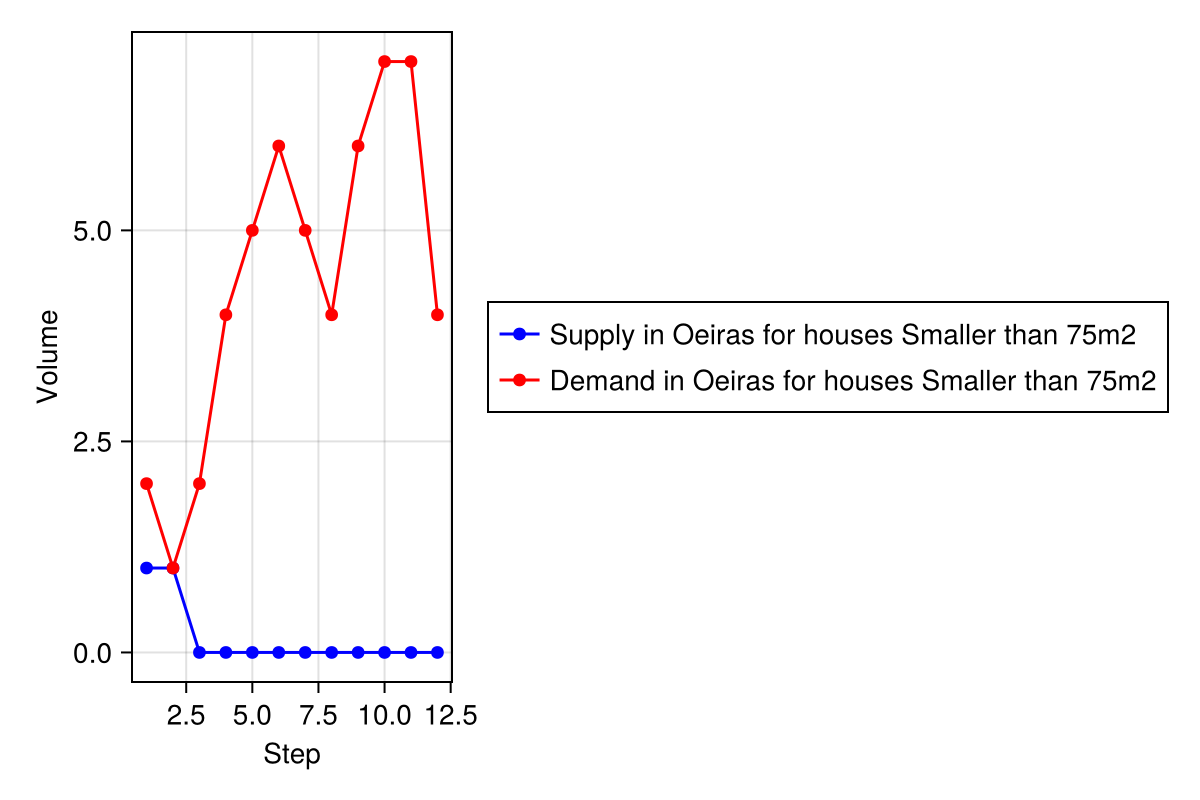 Volume
5.0
2.5
0.0
2.5 5.0 7.5 10.0 12.5
Step
Supply in Oeiras for houses Smaller than 75m2
Demand in Oeiras for houses Smaller than 75m2